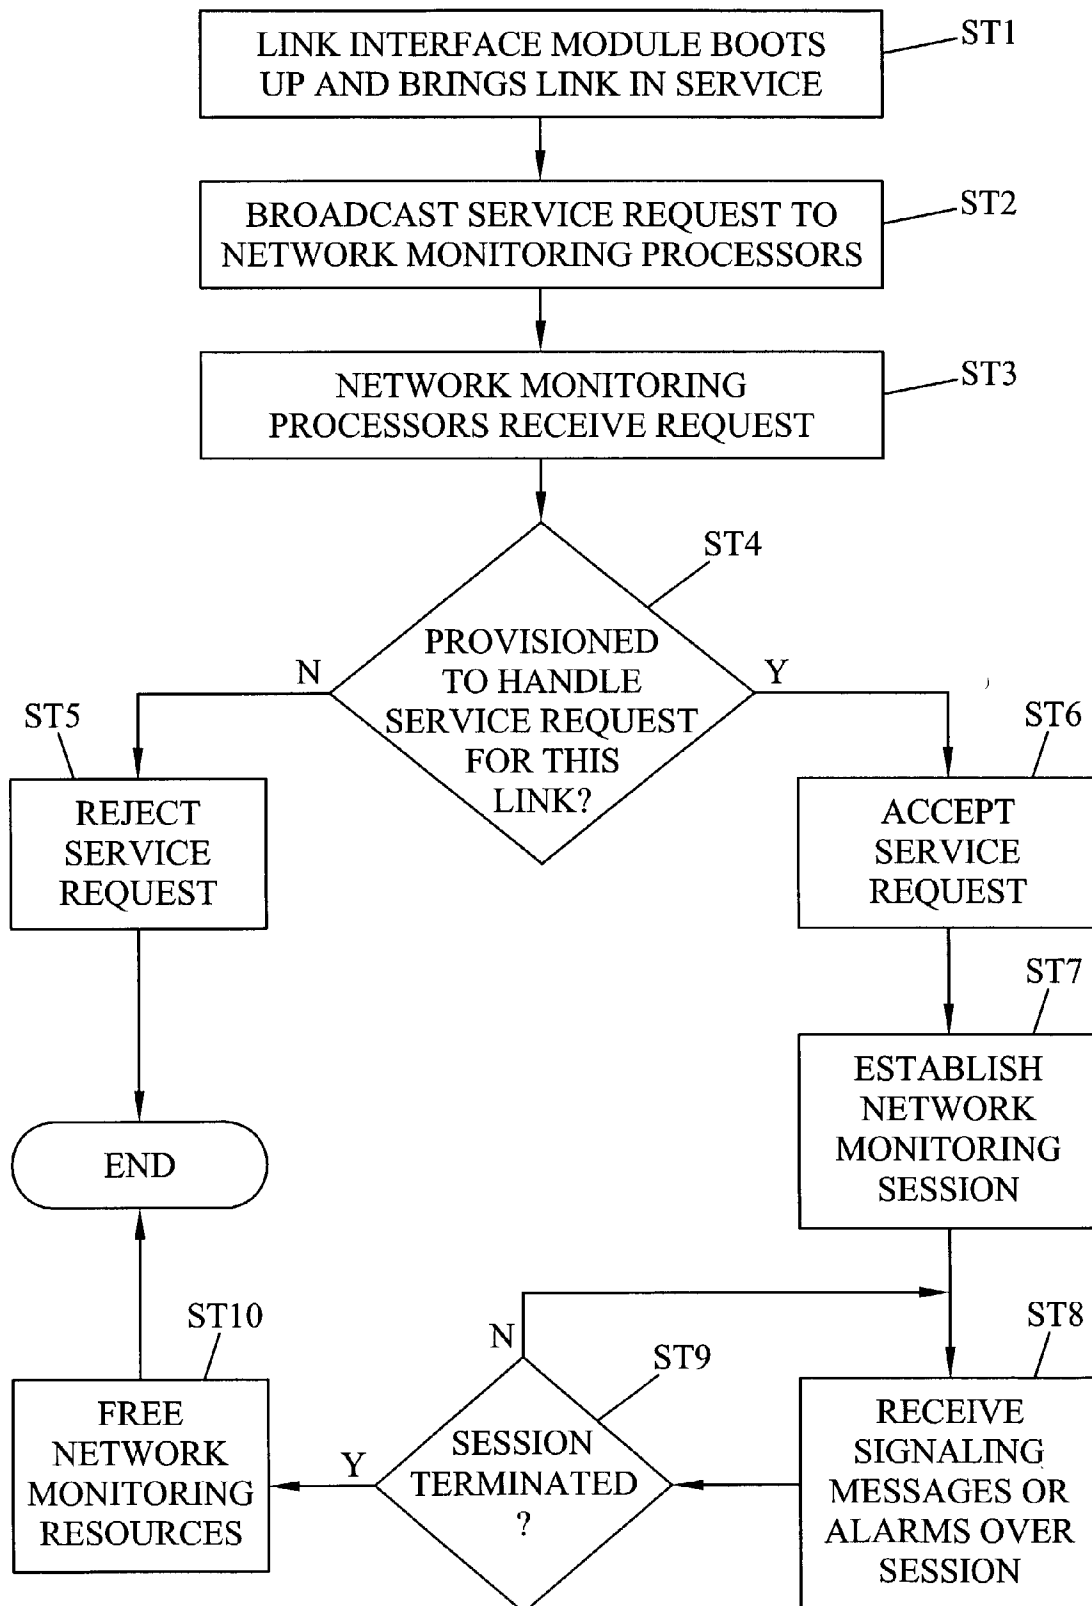 LINK INTERFACE MODULE BOOTS
UP AND BRINGS LINK IN SERVICE
ST1
BROADCAST SERVICE REQUEST TO
NETWORK MONITORING PROCESSORS
ST2
NETWORK MONITORING
PROCESSORS RECEIVE REQUEST
ST3
ST4
PROVISIONED
TO HANDLE
SERVICE REQUEST
FOR THIS
LINK?
N
Y
ST5
REJECT
SERVICE
REQUEST
ST6
ACCEPT
SERVICE
REQUEST
ST7
ESTABLISH
NETWORK
MONITORING
SESSION
END
ST8
RECEIVE
SIGNALING
MESSAGES OR
ALARMS OVER
SESSION
ST9
N
SESSION
TERMINATED
?
Y
ST10
FREE
NETWORK
MONITORING
RESOURCES